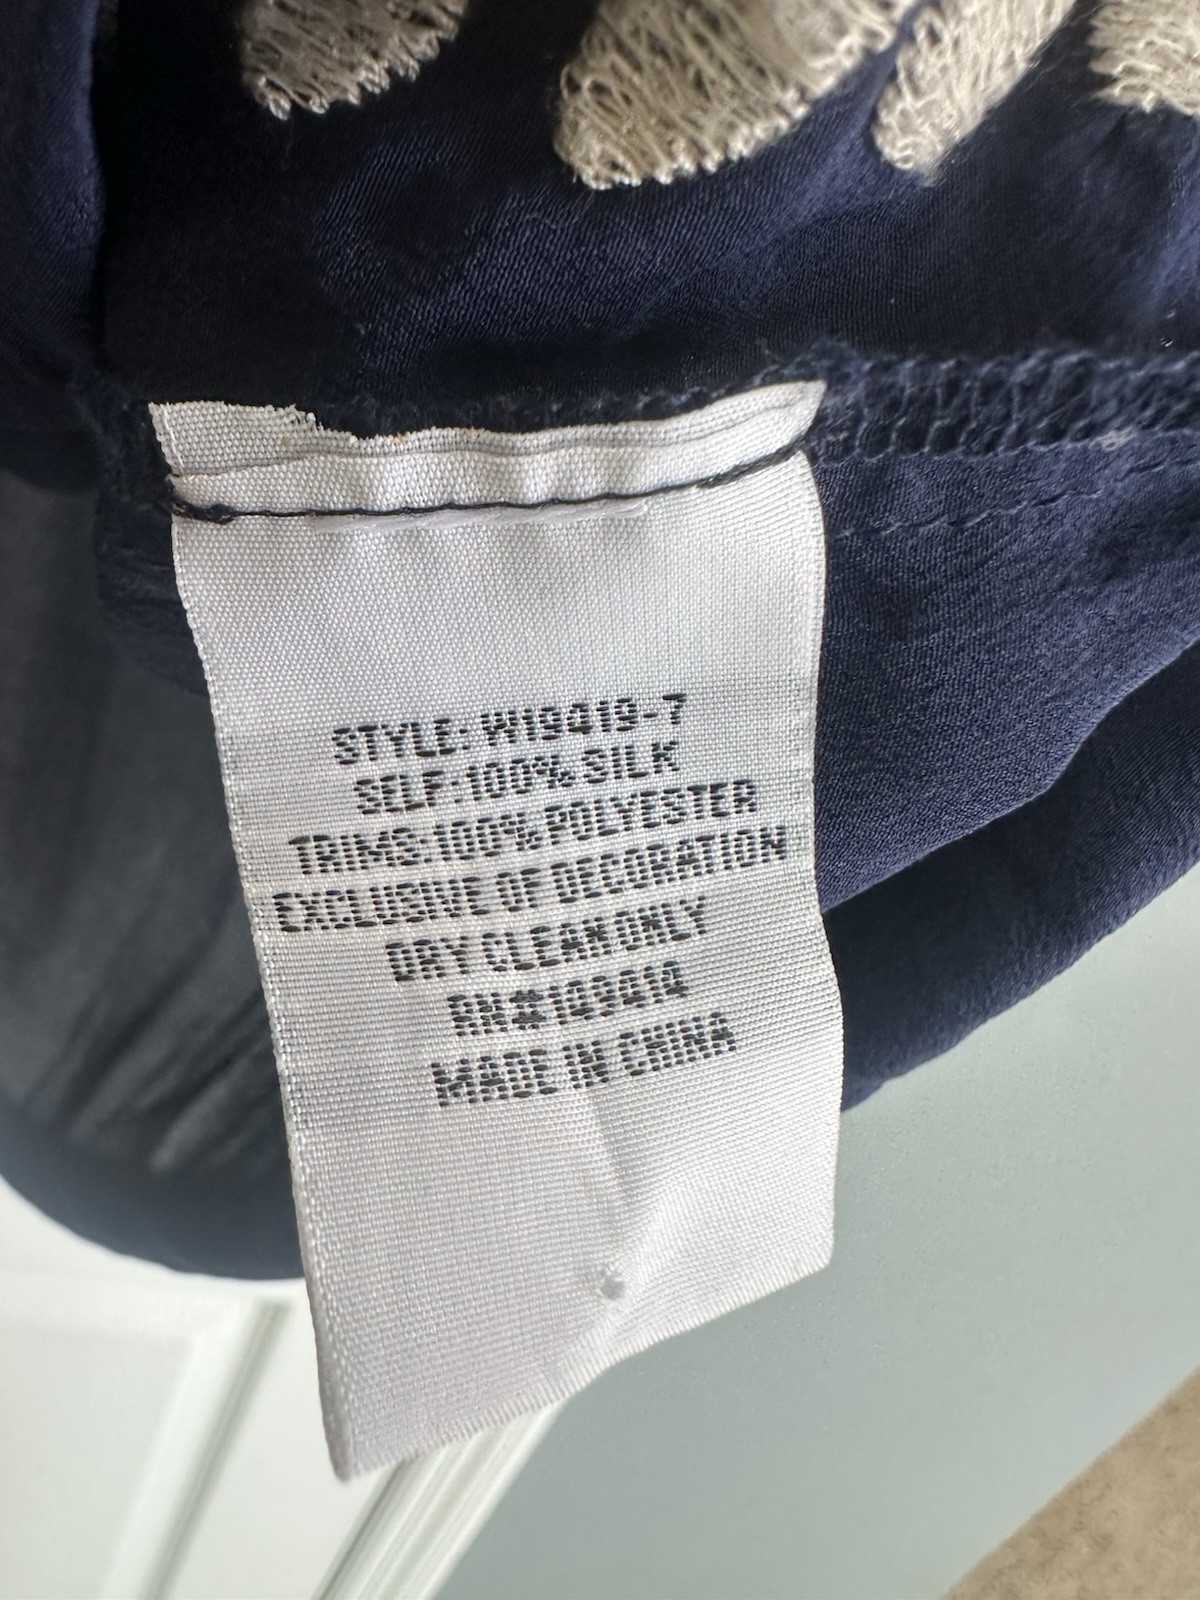 STYLE: W19419-7
SELF:100% SILK
TRIMS:100% POLYESTER
EXCLUSIVE OF DECORATION
DRY CLEAN ONLY
RN#149414
MADE IN CHINA